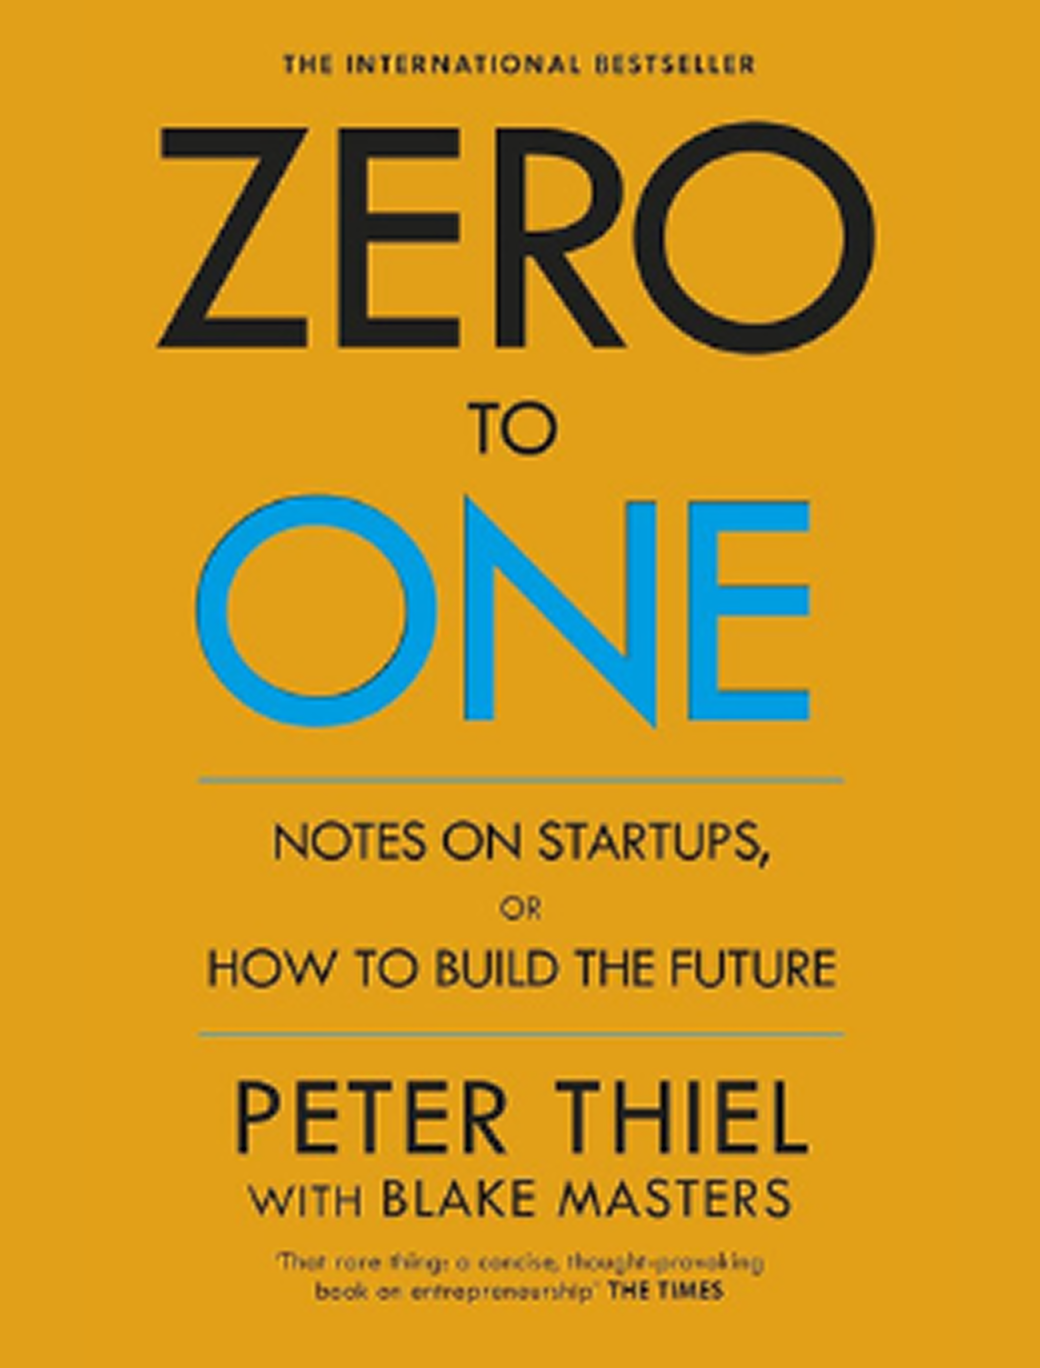 THE INTERNATIONAL BESTSELLER
ZERO
TO
ONE
NOTES ON STARTUPS,
OR
HOW TO BUILD THE FUTURE
PETER THIEL
WITH BLAKE MASTERS
'That rare thing: a concise, thought-provoking
book on entrepreneurship' THE TIMES